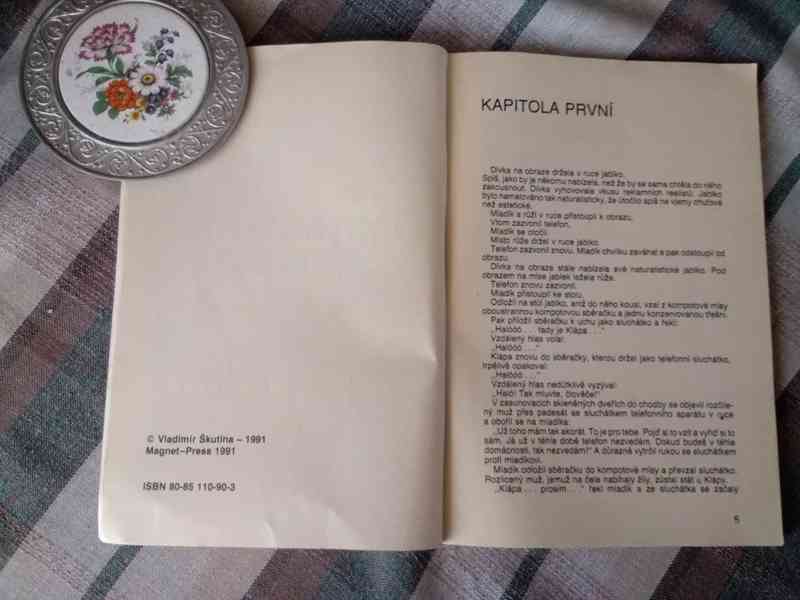 © Vladimír Škutina – 1991
Magnet–Press 1991
ISBN 80-85 110-90-3
KAPITOLA PRVNÍ
Dívka na obraze držela v ruce jablko.
Spíš, jako by je někomu nabízela, než že by se sama chtěla do něho
zakousnout. Dívka vyhovovala vkusu reklamních realistů. Jablko
bylo namalováno tak naturalisticky, že útočilo spíš na vjemy chuťové
než estetické.
Mladík s růží v ruce přistoupil k obrazu.
Vtom zazvonil telefon.
Mladík se otočil.
Místo růže držel v ruce jablko.
Telefon zazvonil znovu. Mladík chvilku zaváhal a pak odstoupil od
obrazu.
Dívka na obraze stále nabízela své naturalistické jablko. Pod
obrazem na míse jablek ležela růže.
Telefon znovu zazvonil.
Mladík přistoupil ke stolu.
Odložil na stůl jablko, aniž do něho kousl, vzal z kompotové mísy
oboustrannou kompotovou sběračku a jednu konzervovanou třešni.
Pak přiložil sběračku k uchu jako sluchátko a řekl:
„Halóóó . . . tady je Klápa . . ."
Vzdálený hlas volal:
„Halóóó . . ."
Klápa znovu do sběračky, kterou držel jako telefonní sluchátko,
trpělivě opakoval:
„Halóóó . . ."
Vzdálený hlas nedůtklivě vyzýval:
„Haló! Tak mluvte, člověče!"
V zasunovacích skleněných dveřích do chodby se objevil rozčile-
ný muž přes padesát se sluchátkem telefonního aparátu v ruce
a obořil se na mladíka:
„Už toho mám tak akorát. To je pro tebe. Pojď si to vzít a vyřiď si to
sám. Já už v téhle době telefon nezvedám. Dokud budeš v téhle
domácnosti, tak nezvedám!" A důrazně vytrčil rukou se sluchátkem
proti mladíkovi.
Mladík odložil sběračku do kompotové mísy a převzal sluchátko.
Rozlícený muž, jemuž na čele nabíhaly žíly, zůstal stát u Klápy.
„Klápa . . . prosím . . ." řekl mladík a ze sluchátka se začaly
5